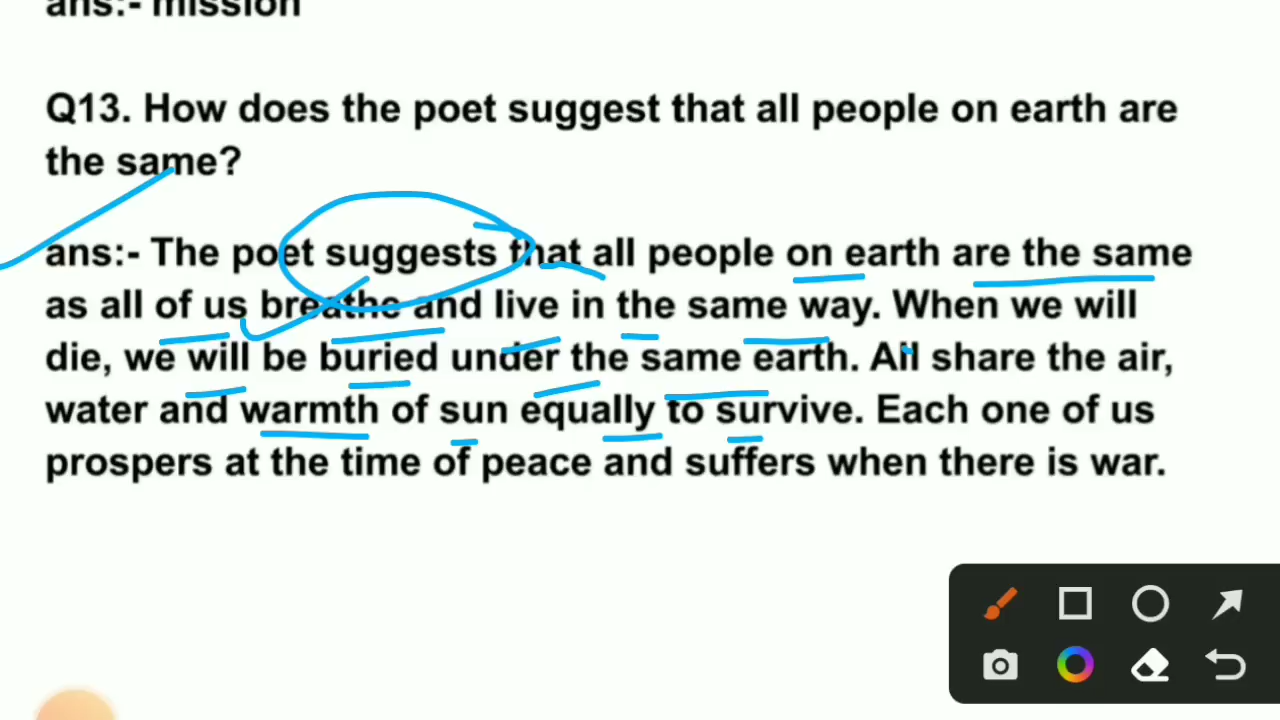 ans:- mission
Q13. How does the poet suggest that all people on earth are
the same?
ans:- The poet suggests that all people on earth are the same
as all of us breathe and live in the same way. When we will
die, we will be buried under the same earth. All share the air,
water and warmth of sun equally to survive. Each one of us
prospers at the time of peace and suffers when there is war.